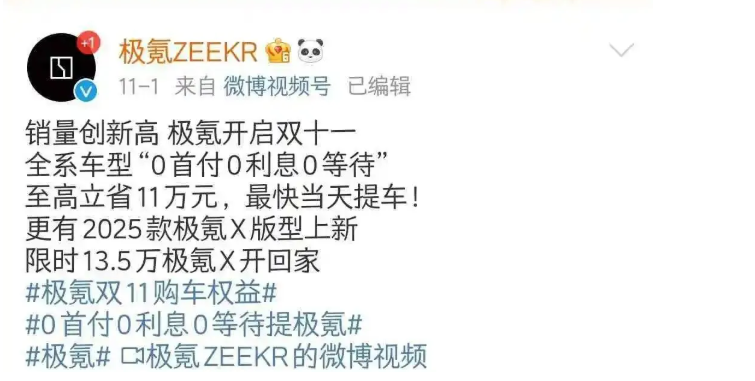 +1
极氪ZEEKR
11-1 来自 微博视频号 已编辑
销量创新高 极氪开启双十一
全系车型“0首付0利息0等待”
至高立省11万元，最快当天提车！
更有2025款极氪X版型上新
限时13.5万极氪X开回家
#极氪双11购车权益#
#0首付0利息0等待提极氪#
#极氪# 极氪ZEEKR的微博视频